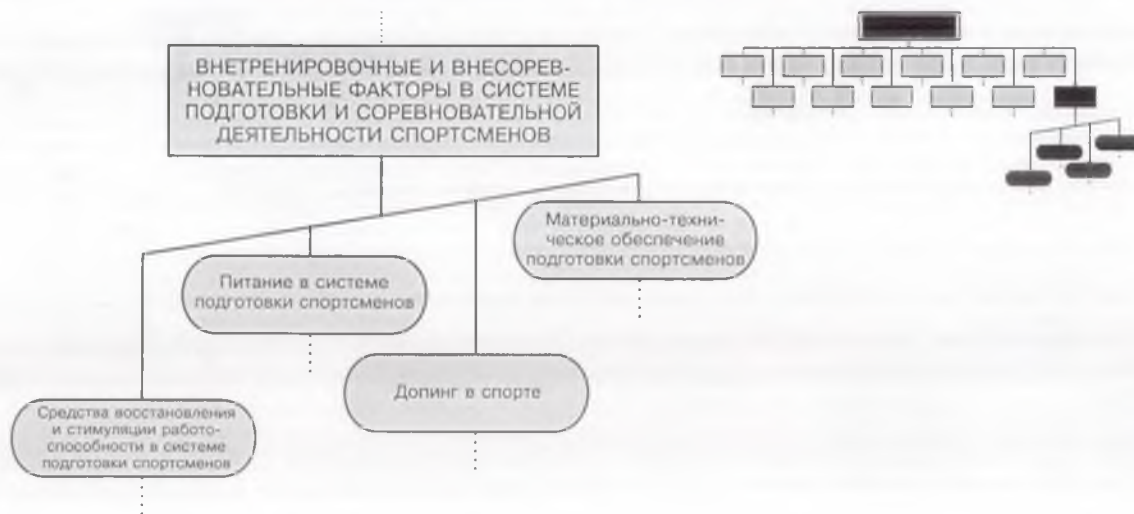 ВНЕТРЕНИРОВОЧНЫЕ И ВНЕСОРЕВ-
НОВАТЕЛЬНЫЕ ФАКТОРЫ В СИСТЕМЕ
ПОДГОТОВКИ И СОРЕВНОВАТЕЛЬНОЙ
ДЕЯТЕЛЬНОСТИ СПОРТСМЕНОВ
Материально-техни-
ческое обеспечение
подготовки спортсменов
Питание в системе
подготовки спортсменов
Допинг в спорте
Средства восстановления
и стимуляции работо-
способности в системе
подготовки спортсменов